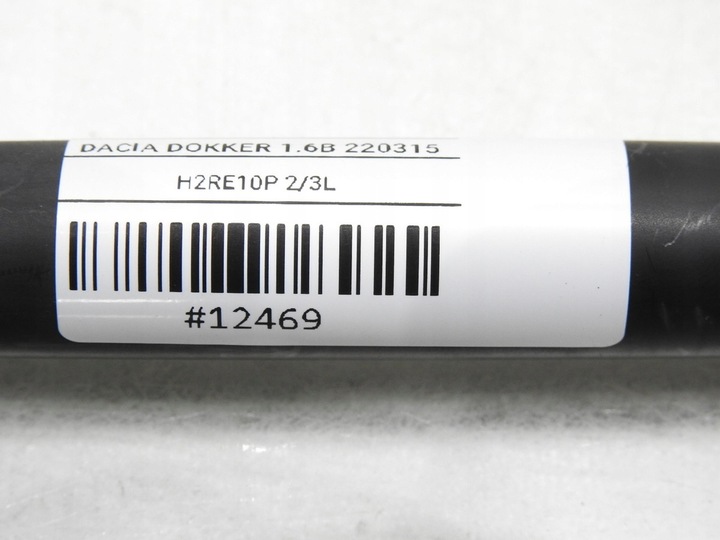 DACIA DOKKER 1.6B 220315
H2RE10P 2/3L
#12469